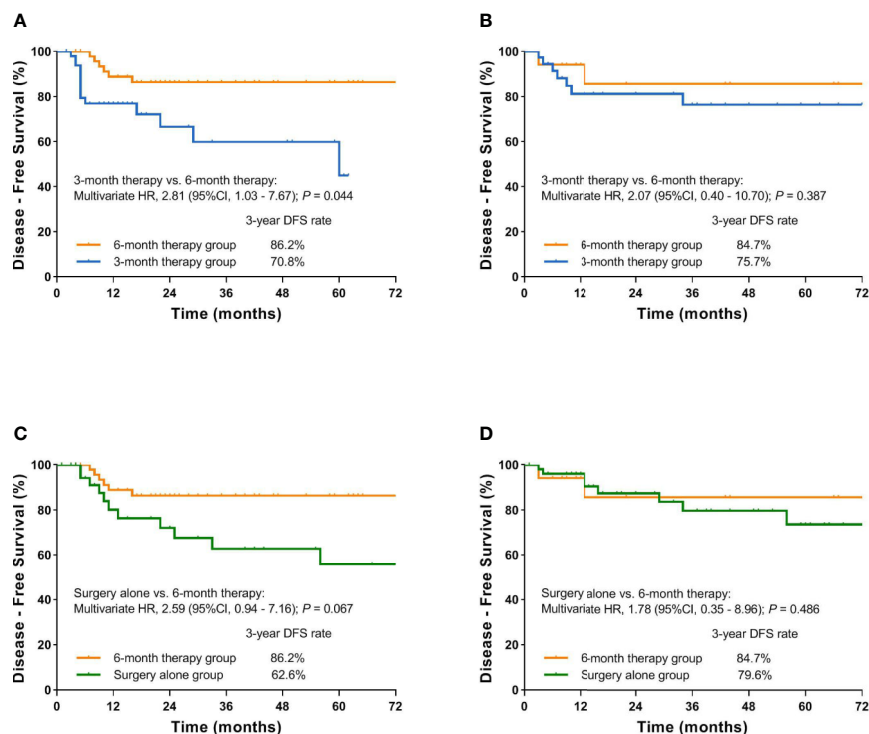 A
Disease - Free Survival (%)
100
80
60
40
20
0
3-month therapy vs. 6-month therapy:
Multivariate HR, 2.81 (95%CI, 1.03 - 7.67); P = 0.044
3-year DFS rate
6-month therapy group 86.2%
3-month therapy group 70.8%
0 12 24 36 48 60 72
Time (months)
B
Disease - Free Survival (%)
100
80
60
40
20
0
3-month therapy vs. 6-month therapy:
Multivariate HR, 2.07 (95%CI, 0.40 - 10.70); P = 0.387
3-year DFS rate
6-month therapy group 84.7%
3-month therapy group 75.7%
0 12 24 36 48 60 72
Time (months)
C
Disease - Free Survival (%)
100
80
60
40
20
0
Surgery alone vs. 6-month therapy:
Multivariate HR, 2.59 (95%CI, 0.94 - 7.16); P = 0.067
3-year DFS rate
6-month therapy group 86.2%
Surgery alone group 62.6%
0 12 24 36 48 60 72
Time (months)
D
Disease - Free Survival (%)
100
80
60
40
20
0
Surgery alone vs. 6-month therapy:
Multivariate HR, 1.78 (95%CI, 0.35 - 8.96); P = 0.486
3-year DFS rate
6-month therapy group 84.7%
Surgery alone group 79.6%
0 12 24 36 48 60 72
Time (months)